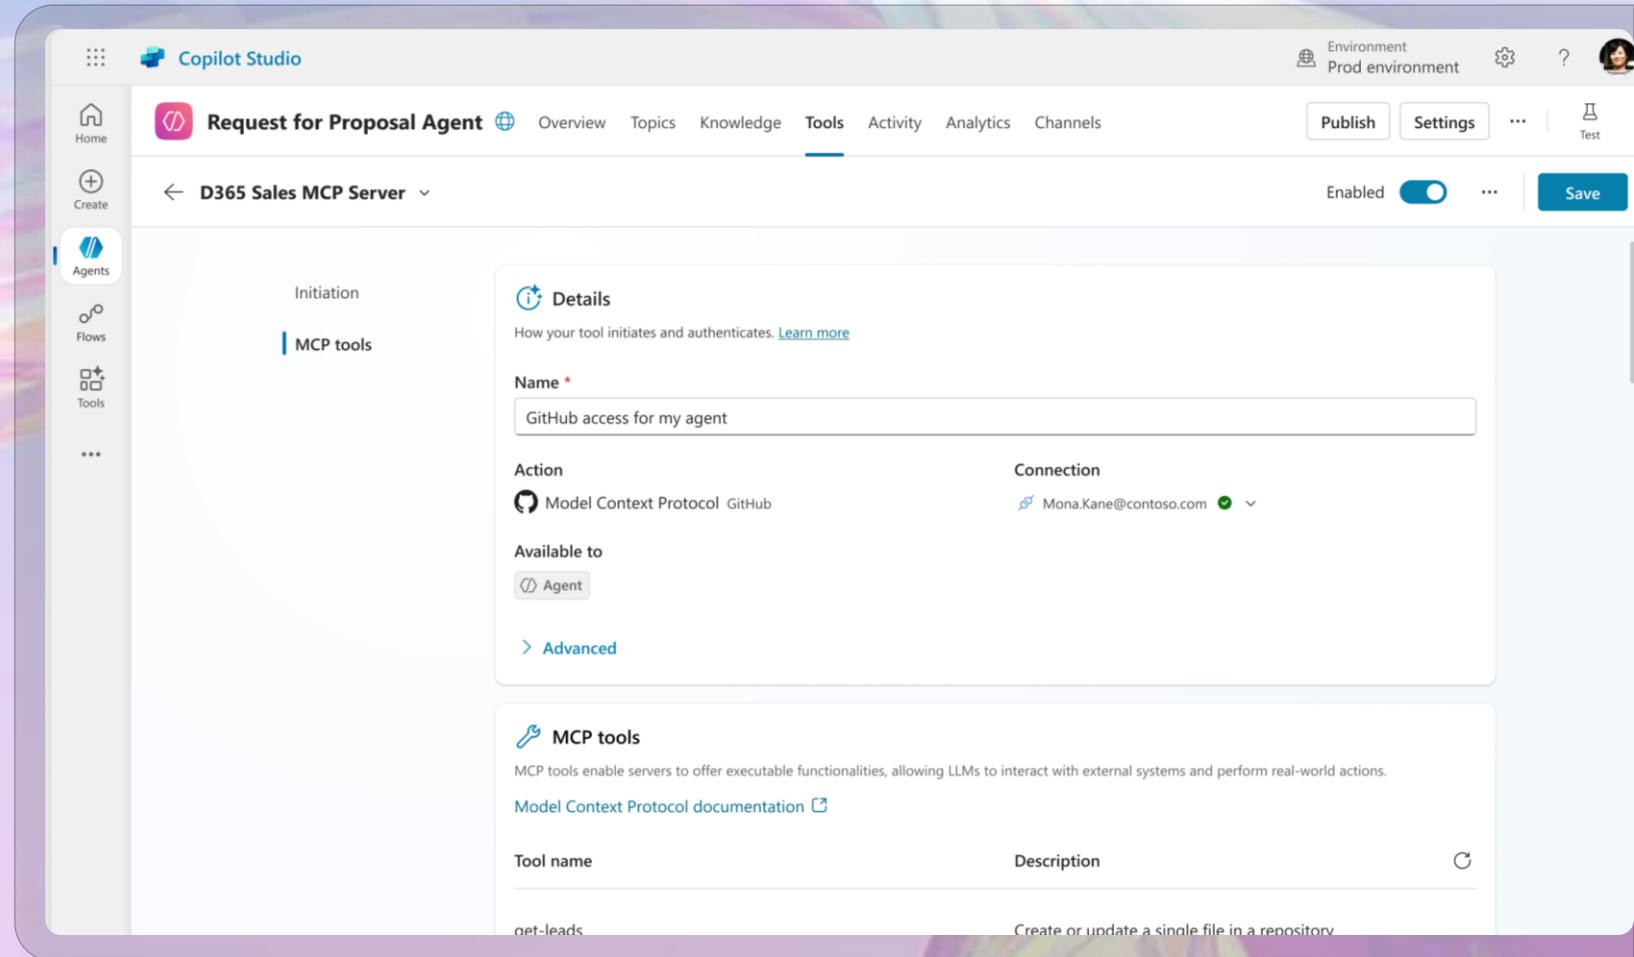 Copilot Studio
Environment
Prod environment
?
Home
Create
Agents
Flows
Tools
Request for Proposal Agent
Overview Topics Knowledge Tools Activity Analytics Channels
Publish Settings
Test
D365 Sales MCP Server
Enabled
Save
Initiation
MCP tools
Details
How your tool initiates and authenticates. Learn more
Name *
GitHub access for my agent
Action
Model Context Protocol GitHub
Connection
Mona.Kane@contoso.com
Available to
Agent
Advanced
MCP tools
MCP tools enable servers to offer executable functionalities, allowing LLMs to interact with external systems and perform real-world actions.
Model Context Protocol documentation
Tool name Description
get-leads Create or update a single file in a repository